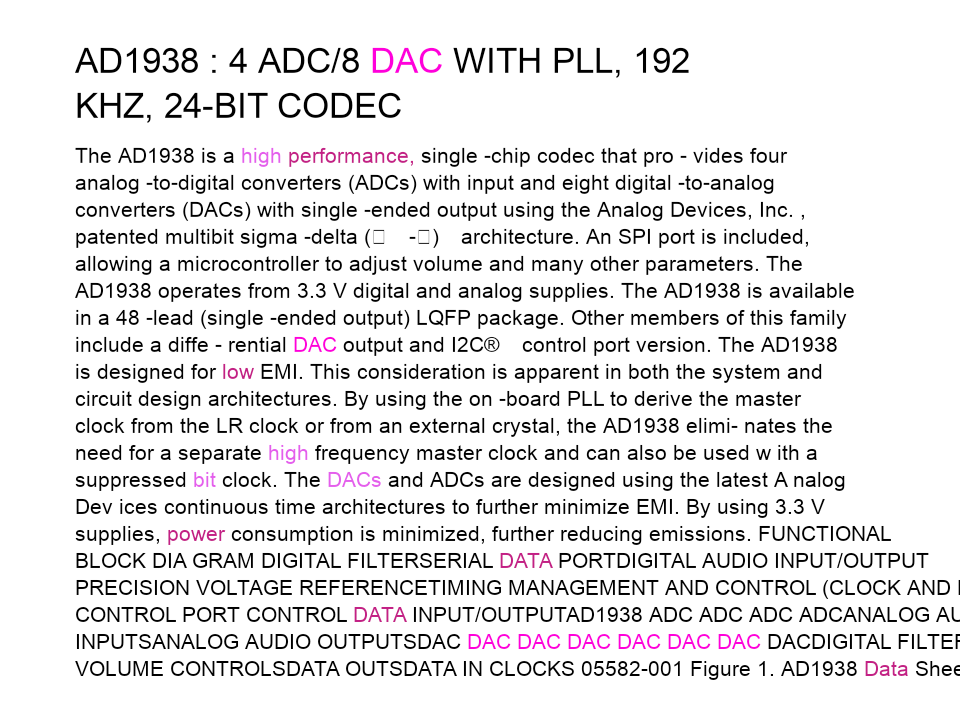 AD1938 : 4 ADC/8 DAC WITH PLL, 192
KHZ, 24-BIT CODEC
The AD1938 is a high performance, single -chip codec that pro - vides four
analog -to-digital converters (ADCs) with input and eight digital -to-analog
converters (DACs) with single -ended output using the Analog Devices, Inc. ,
patented multibit sigma -delta (□ -□) architecture. An SPI port is included,
allowing a microcontroller to adjust volume and many other parameters. The
AD1938 operates from 3.3 V digital and analog supplies. The AD1938 is available
in a 48 -lead (single -ended output) LQFP package. Other members of this family
include a diffe - rential DAC output and I2C® control port version. The AD1938
is designed for low EMI. This consideration is apparent in both the system and
circuit design architectures. By using the on -board PLL to derive the master
clock from the LR clock or from an external crystal, the AD1938 elimi- nates the
need for a separate high frequency master clock and can also be used w ith a
suppressed bit clock. The DACs and ADCs are designed using the latest A nalog
Dev ices continuous time architectures to further minimize EMI. By using 3.3 V
supplies, power consumption is minimized, further reducing emissions. FUNCTIONAL
BLOCK DIA GRAM DIGITAL FILTERSERIAL DATA PORTDIGITAL AUDIO INPUT/OUTPUT
PRECISION VOLTAGE REFERENCETIMING MANAGEMENT AND CONTROL (CLOCK AND
CONTROL PORT CONTROL DATA INPUT/OUTPUTAD1938 ADC ADC ADC ADCANALOG
INPUTSANALOG AUDIO OUTPUTSDAC DAC DAC DAC DAC DAC DAC DACDIGITAL
VOLUME CONTROLSDATA OUTSDATA IN CLOCKS 05582-001 Figure 1. AD1938 Data